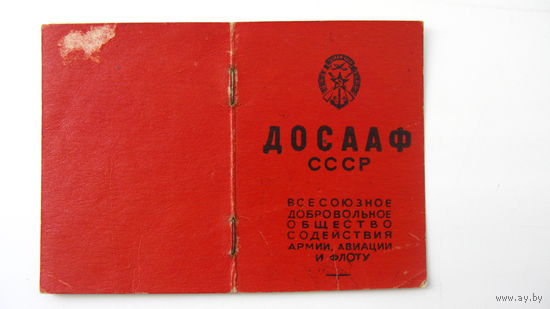 ДОСААФ
СССР
ВСЕСОЮЗНОЕ
ДОБРОВОЛЬНОЕ
ОБЩЕСТВО
СОДЕЙСТВИЯ
АРМИИ, АВИАЦИИ
И ФЛОТУ
© www.ay.by